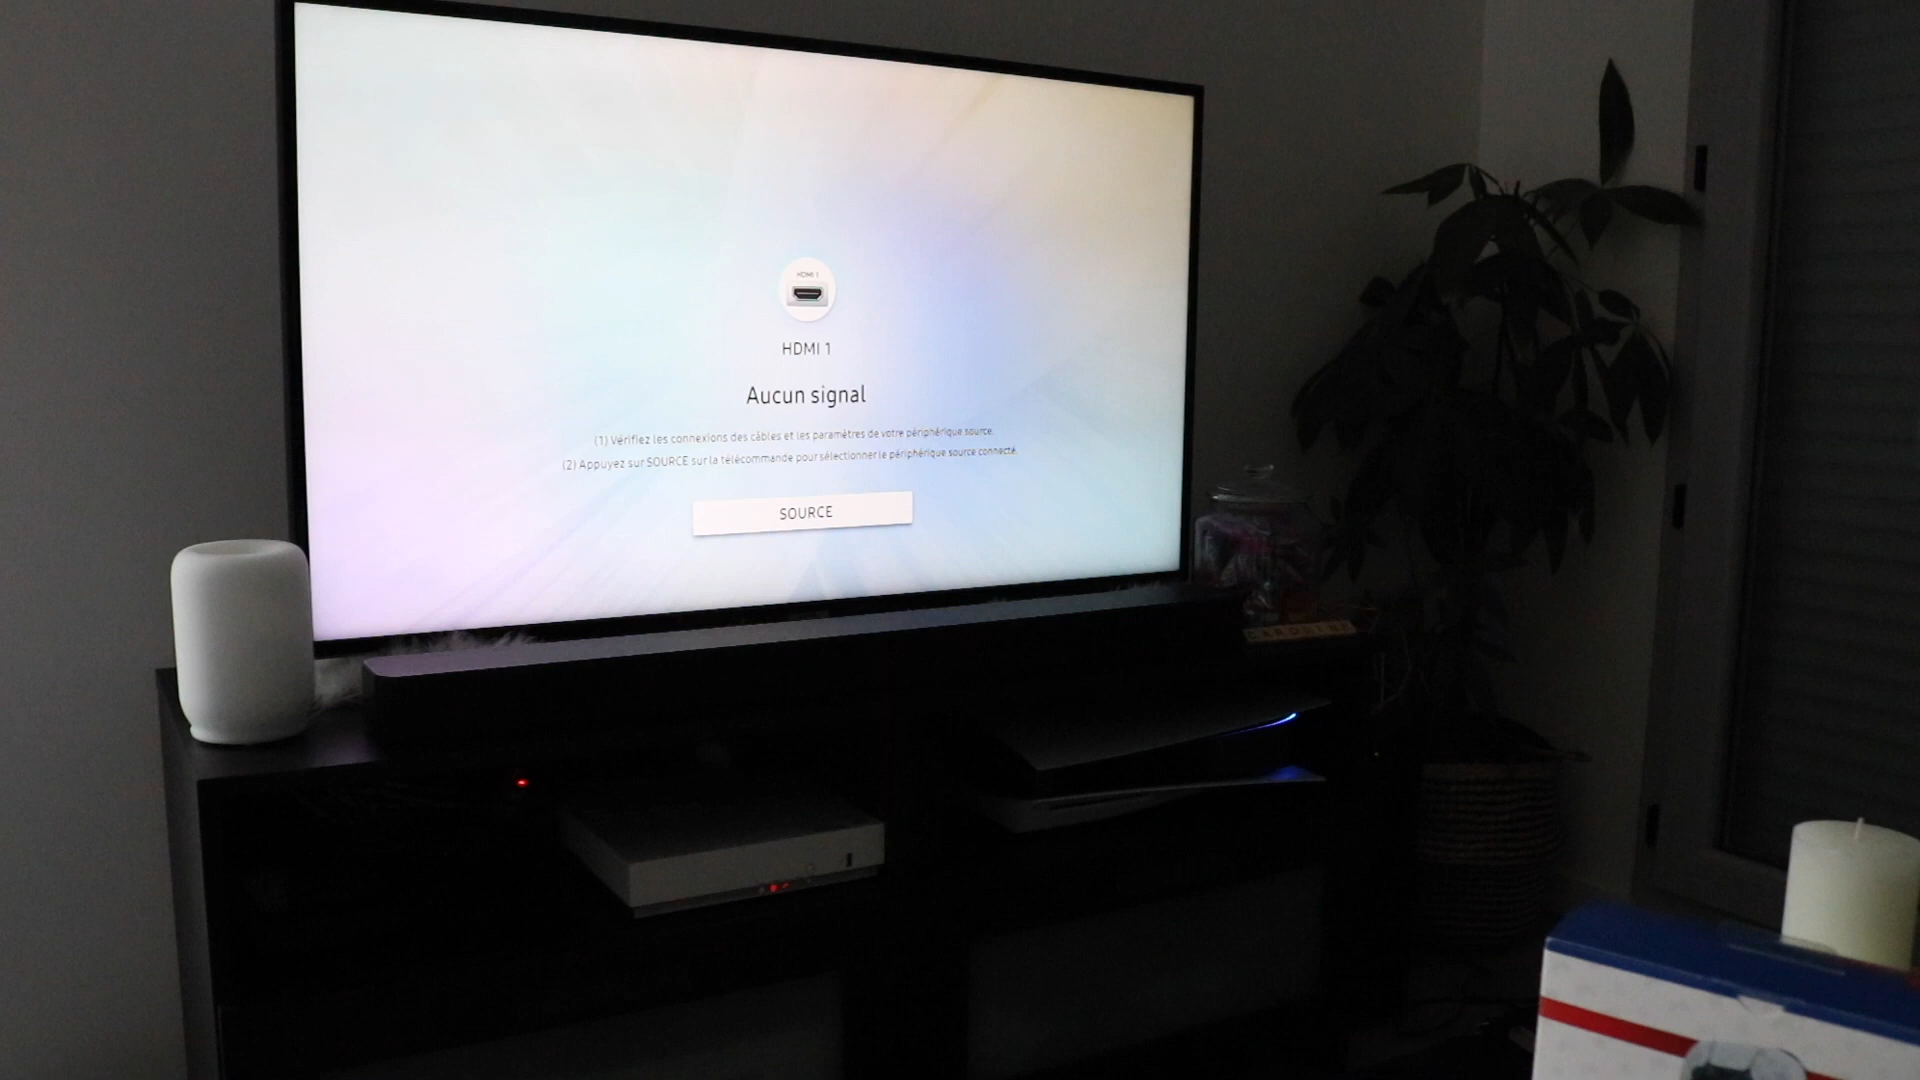 HDMI 1
HDMI 1
Aucun signal
(1) Vérifiez les connexions des câbles et les paramètres de votre périphérique source.
(2) Appuyez sur SOURCE sur la télécommande pour sélectionner le périphérique source connecté.
SOURCE